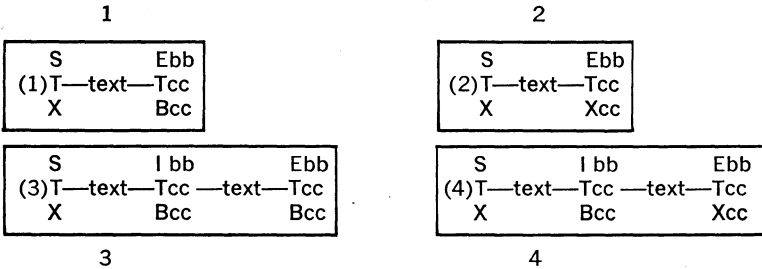 1 2
S Ebb S Ebb
(1)T—text—Tcc (2)T—text—Tcc
X Bcc X Xcc
S I bb Ebb S I bb Ebb
(3)T—text—Tcc —text—Tcc (4)T—text—Tcc —text—Tcc
X Bcc Bcc X Bcc Xcc
3 4